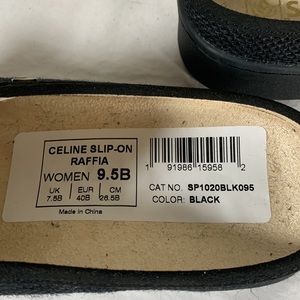 CELINE SLIP-ON
RAFFIA
WOMEN 9.5B
UK EUR CM
7.5B 40B 26.5B
Made in China
1 91986 15958 2
CAT NO. SP1020BLK095
COLOR: BLACK